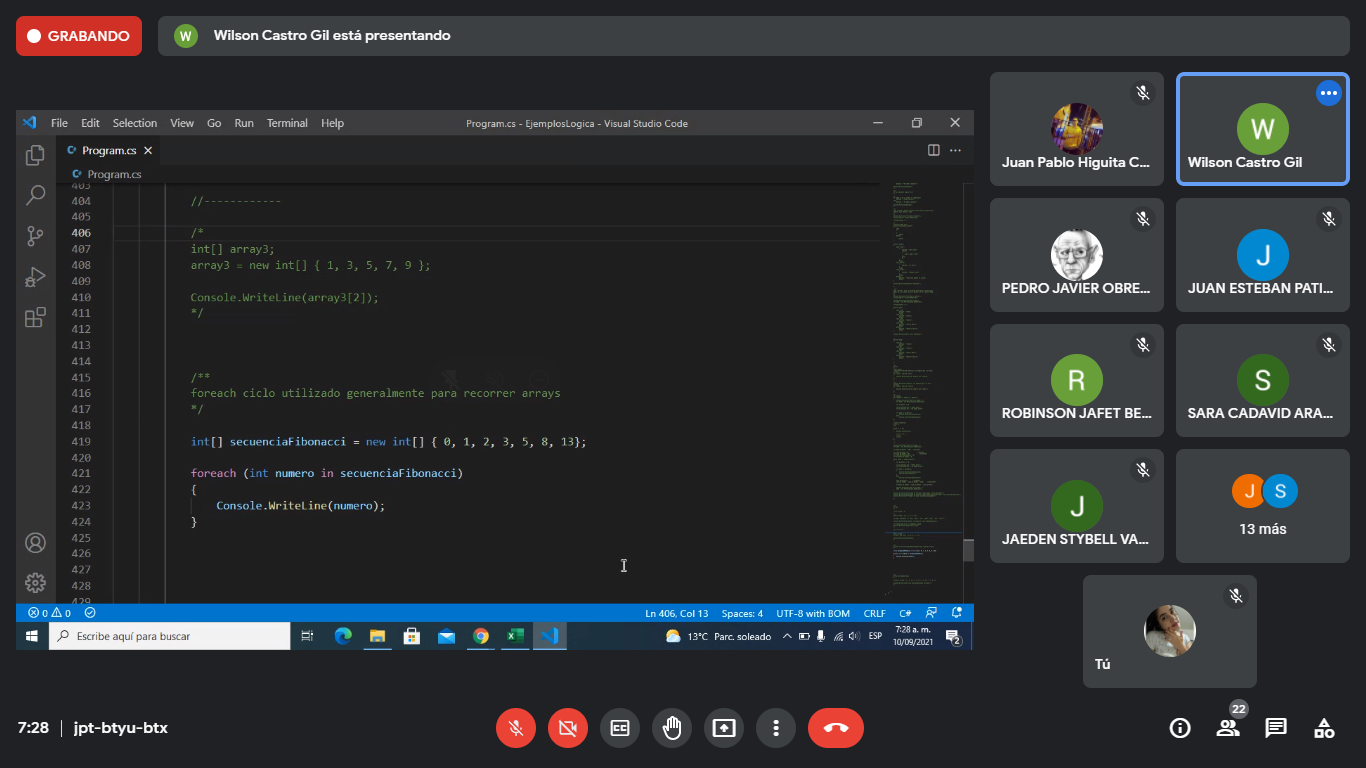 GRABANDO
W
Wilson Castro Gil está presentando
File Edit Selection View Go Run Terminal Help
Program.cs - EjemplosLogica - Visual Studio Code
Program.cs
Program.cs
403
404 //------------
405
406 /*
407 int[] array3;
408 array3 = new int[] { 1, 3, 5, 7, 9 };
409
410 Console.WriteLine(array3[2]);
411 */
412
413
414
415 /**
416 foreach ciclo utilizado generalmente para recorrer arrays
417 */
418
419 int[] secuenciaFibonacci = new int[] { 0, 1, 2, 3, 5, 8, 13};
420
421 foreach (int numero in secuenciaFibonacci)
422 {
423 Console.WriteLine(numero);
424 }
425
426
427
428
429
0 0 Ln 406, Col 13 Spaces: 4 UTF-8 with BOM CRLF C#
Escribe aquí para buscar
13°C Parc. soleado
ESP
7:28 a. m.
10/09/2021
2
Juan Pablo Higuita C...
W
Wilson Castro Gil
PEDRO JAVIER OBRE...
J
JUAN ESTEBAN PATI...
R
ROBINSON JAFET BE...
S
SARA CADAVID ARA...
J
JAEDEN STYBELL VA...
J S
13 más
Tú
7:28 | jpt-btyu-btx
22